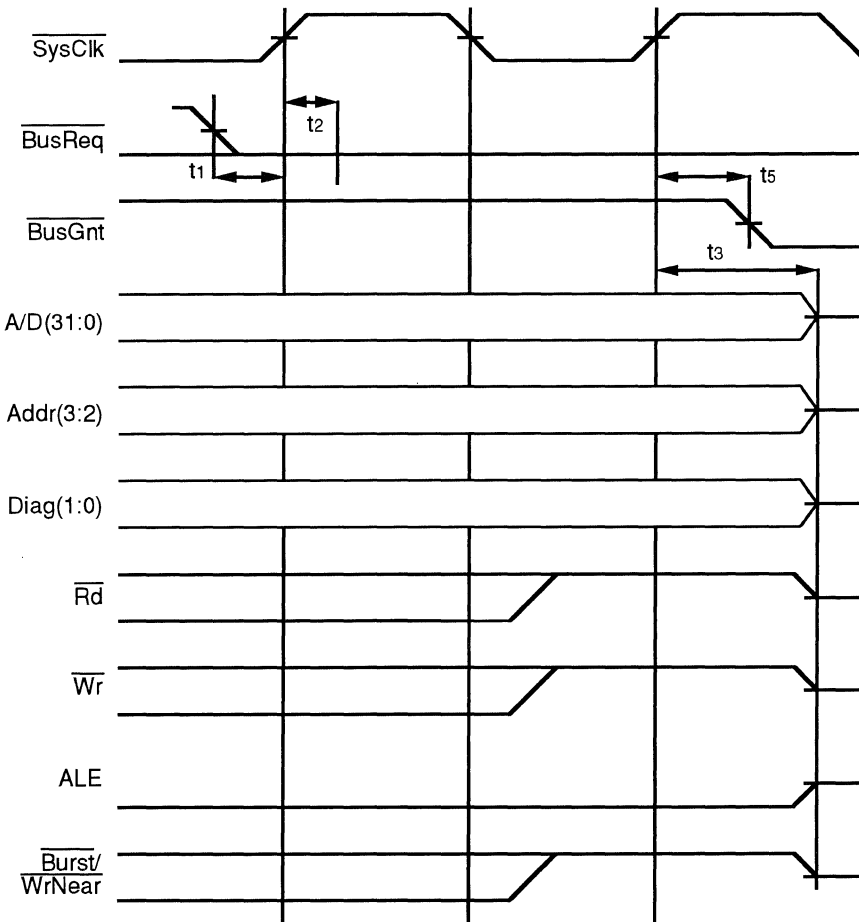 SysClk
t2
BusReq
t1
t5
BusGnt
t3
A/D(31:0)
Addr(3:2)
Diag(1:0)
Rd
Wr
ALE
Burst/
WrNear